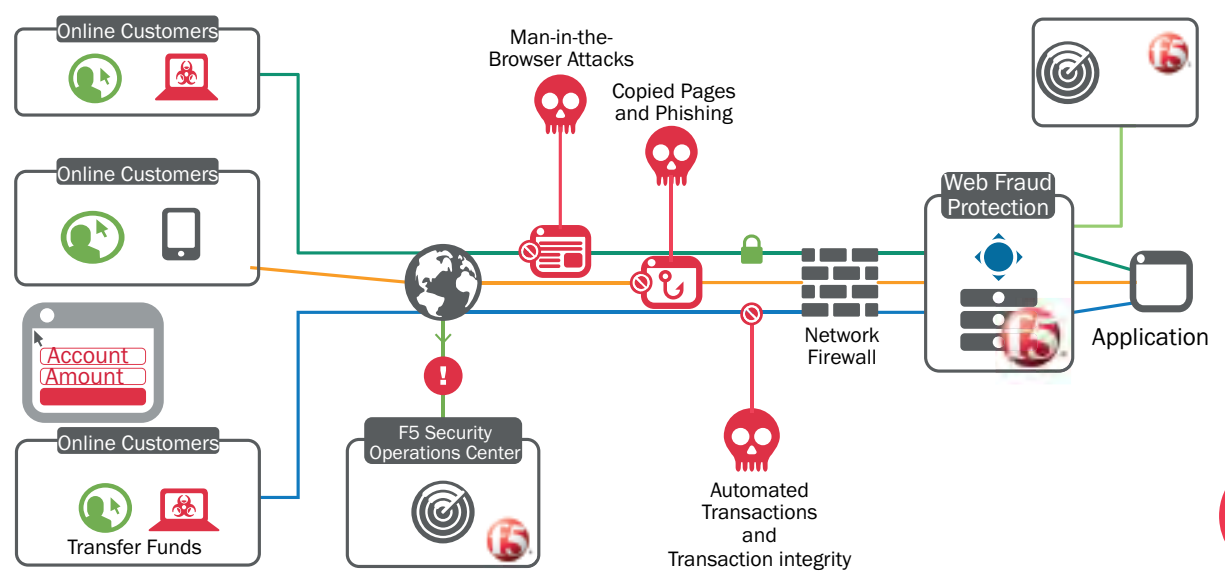 Online Customers
Man-in-the-
Browser Attacks
Copied Pages
and Phishing
f5
Online Customers
Web Fraud
Protection
Account
Amount
Network
Firewall
f5
Application
Online Customers
Transfer Funds
F5 Security
Operations Center
!
f5
Automated
Transactions
and
Transaction integrity